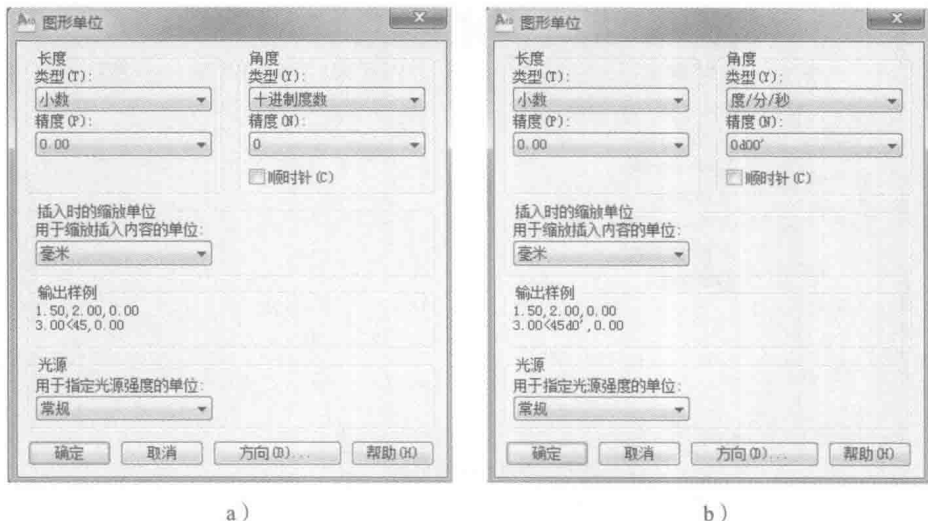 图形单位
长度
类型(T):
小数
精度(P):
0.00
角度
类型(Y):
十进制度数
精度(N):
0
顺时针(C)
插入时的缩放单位
用于缩放插入内容的单位:
毫米
输出样例
1.50,2.00,0.00
3.00<45,0.00
光源
用于指定光源强度的单位:
常规
确定 取消 方向(D)... 帮助(H)
a)
图形单位
长度
类型(T):
小数
精度(P):
0.00
角度
类型(Y):
度/分/秒
精度(N):
0d00'
顺时针(C)
插入时的缩放单位
用于缩放插入内容的单位:
毫米
输出样例
1.50,2.00,0.00
3.00<45d0',0.00
光源
用于指定光源强度的单位:
常规
确定 取消 方向(D)... 帮助(H)
b)